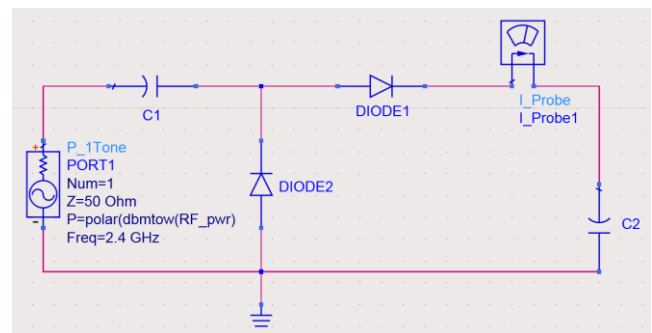 C1
DIODE1
I_Probe
I_Probe1
P_1Tone
PORT1
Num=1
Z=50 Ohm
P=polar(dbmtow(RF_pwr)
Freq=2.4 GHz
+
-
DIODE2
C2